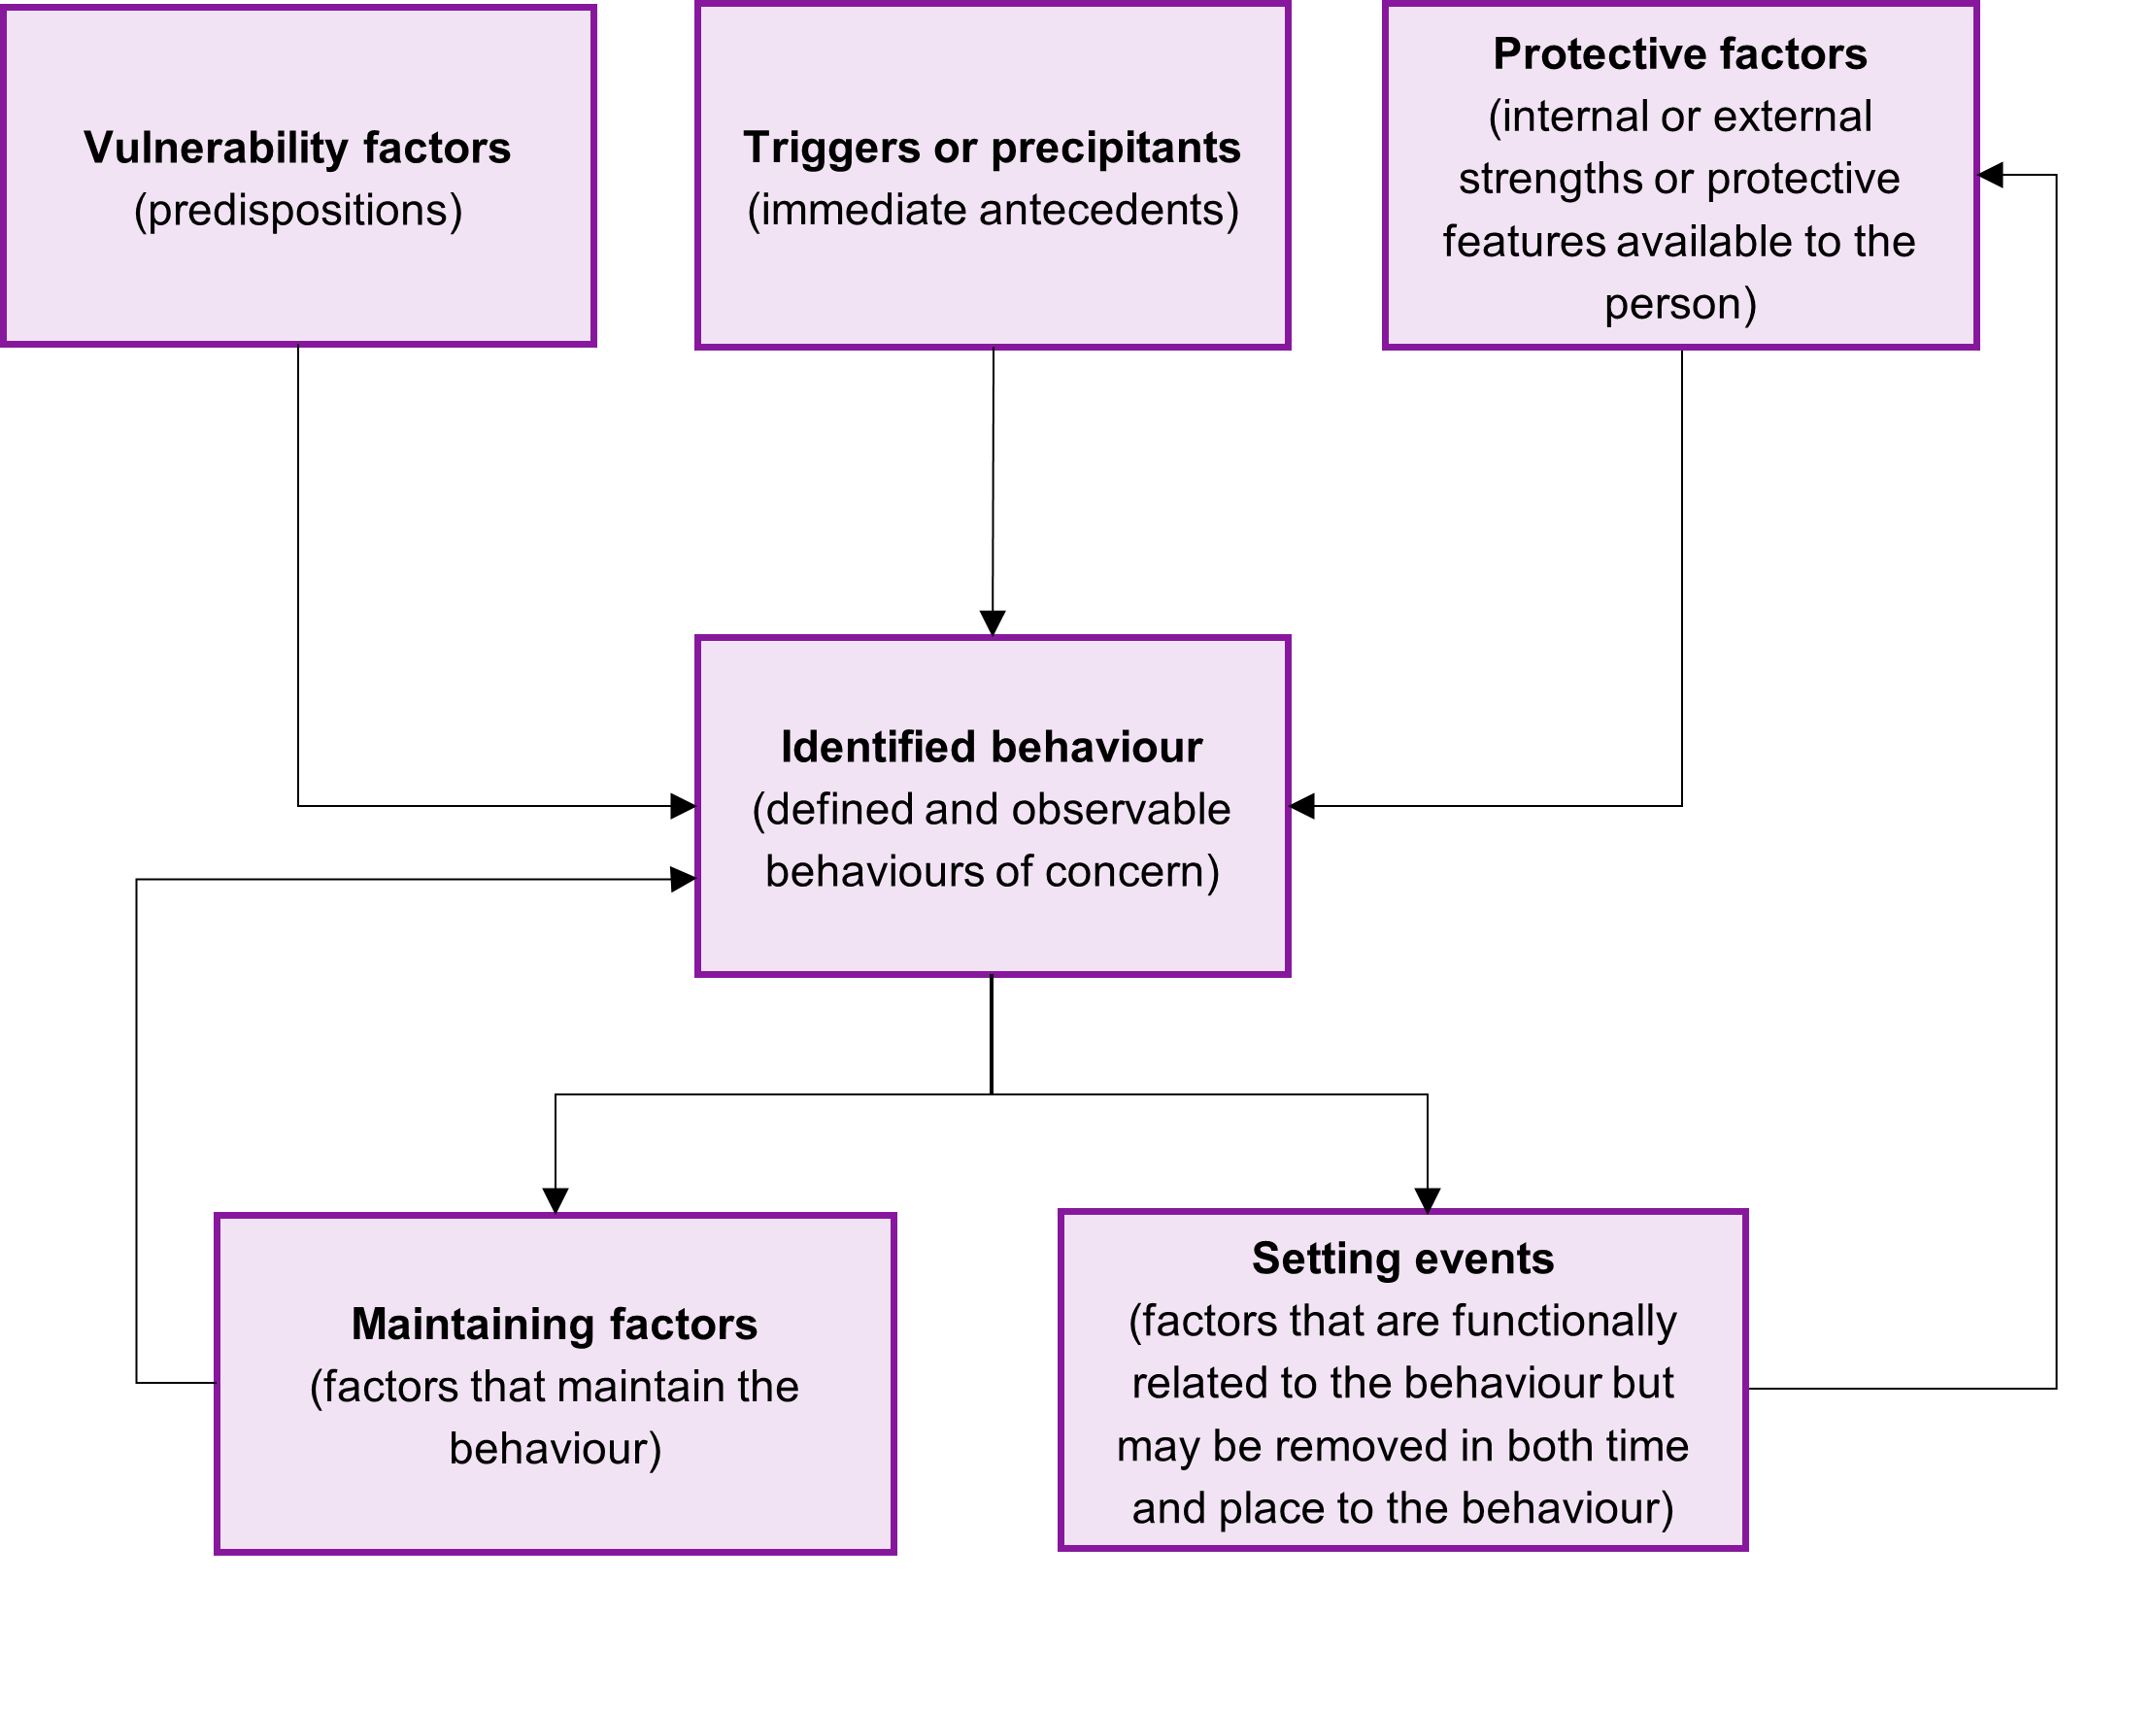 Vulnerability factors
(predispositions)
Triggers or precipitants
(immediate antecedents)
Protective factors
(internal or external
strengths or protective
features available to the
person)
Identified behaviour
(defined and observable
behaviours of concern)
Maintaining factors
(factors that maintain the
behaviour)
Setting events
(factors that are functionally
related to the behaviour but
may be removed in both time
and place to the behaviour)